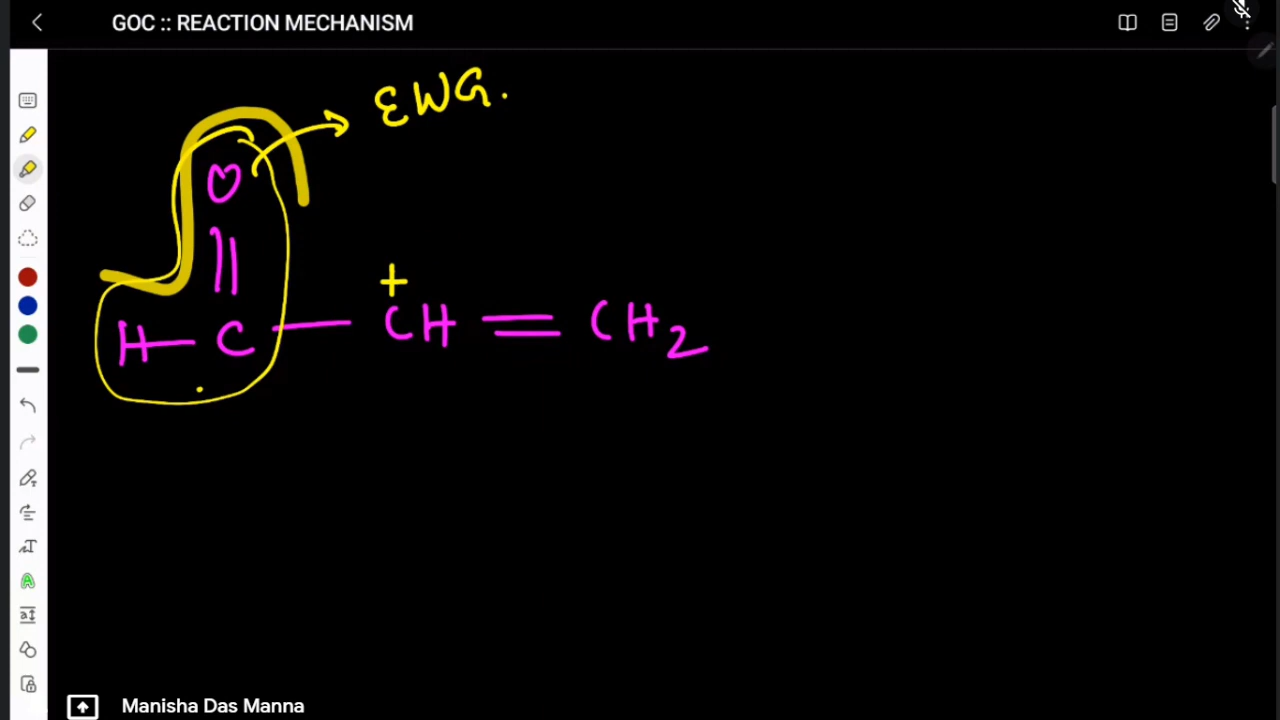 GOC :: REACTION MECHANISM
EWG.
O
+
H C CH CH2
Manisha Das Manna